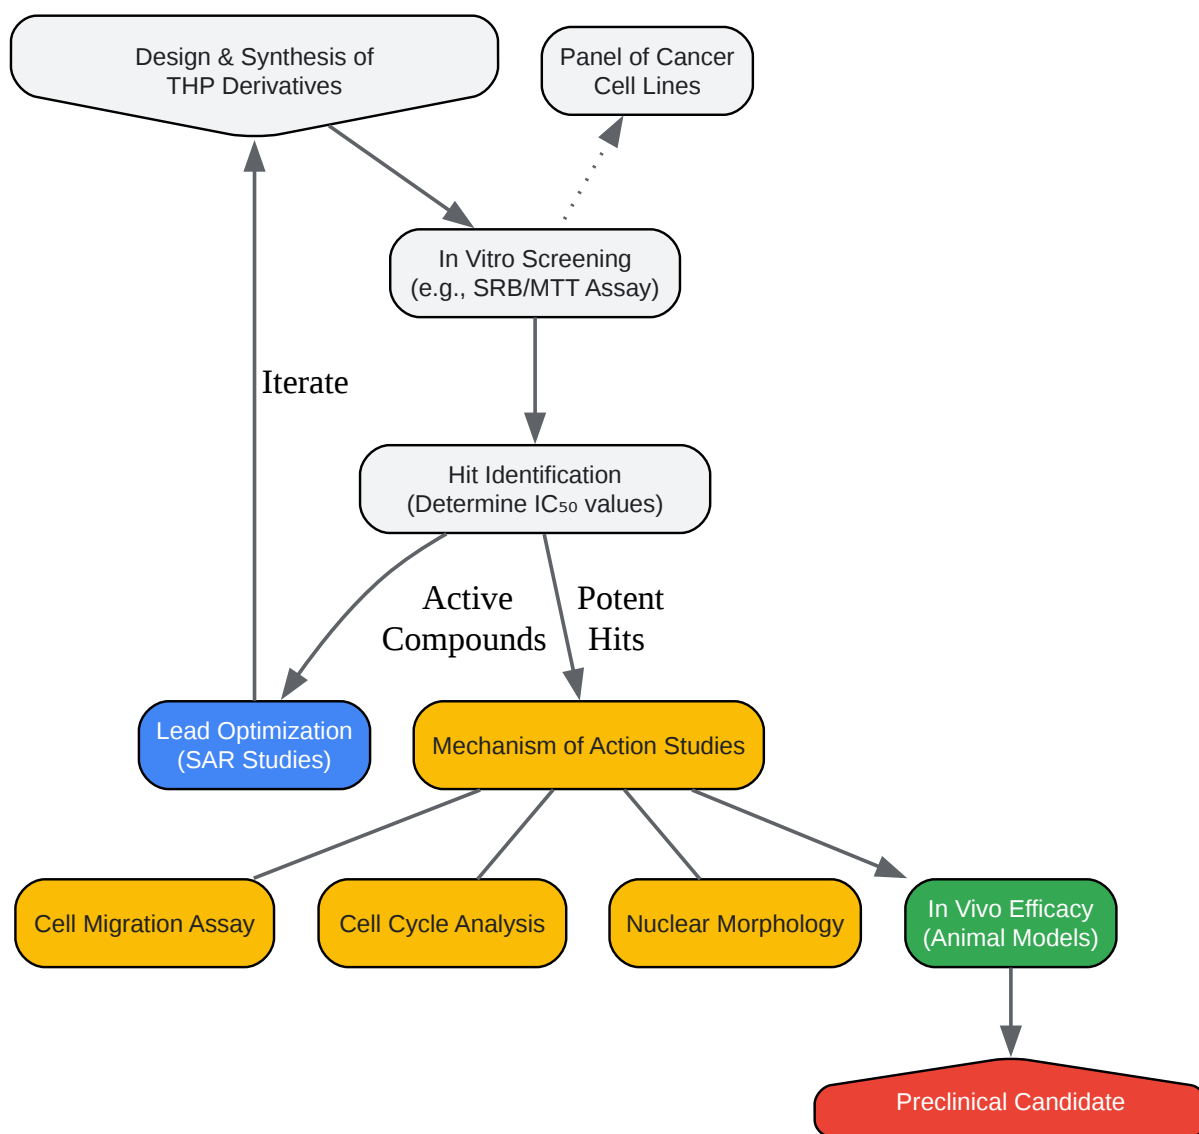 Design & Synthesis of
THP Derivatives
Panel of Cancer
Cell Lines
In Vitro Screening
(e.g., SRB/MTT Assay)
Iterate
Hit Identification
(Determine IC₅₀ values)
Active
Compounds
Potent
Hits
Lead Optimization
(SAR Studies)
Mechanism of Action Studies
Cell Migration Assay
Cell Cycle Analysis
Nuclear Morphology
In Vivo Efficacy
(Animal Models)
Preclinical Candidate